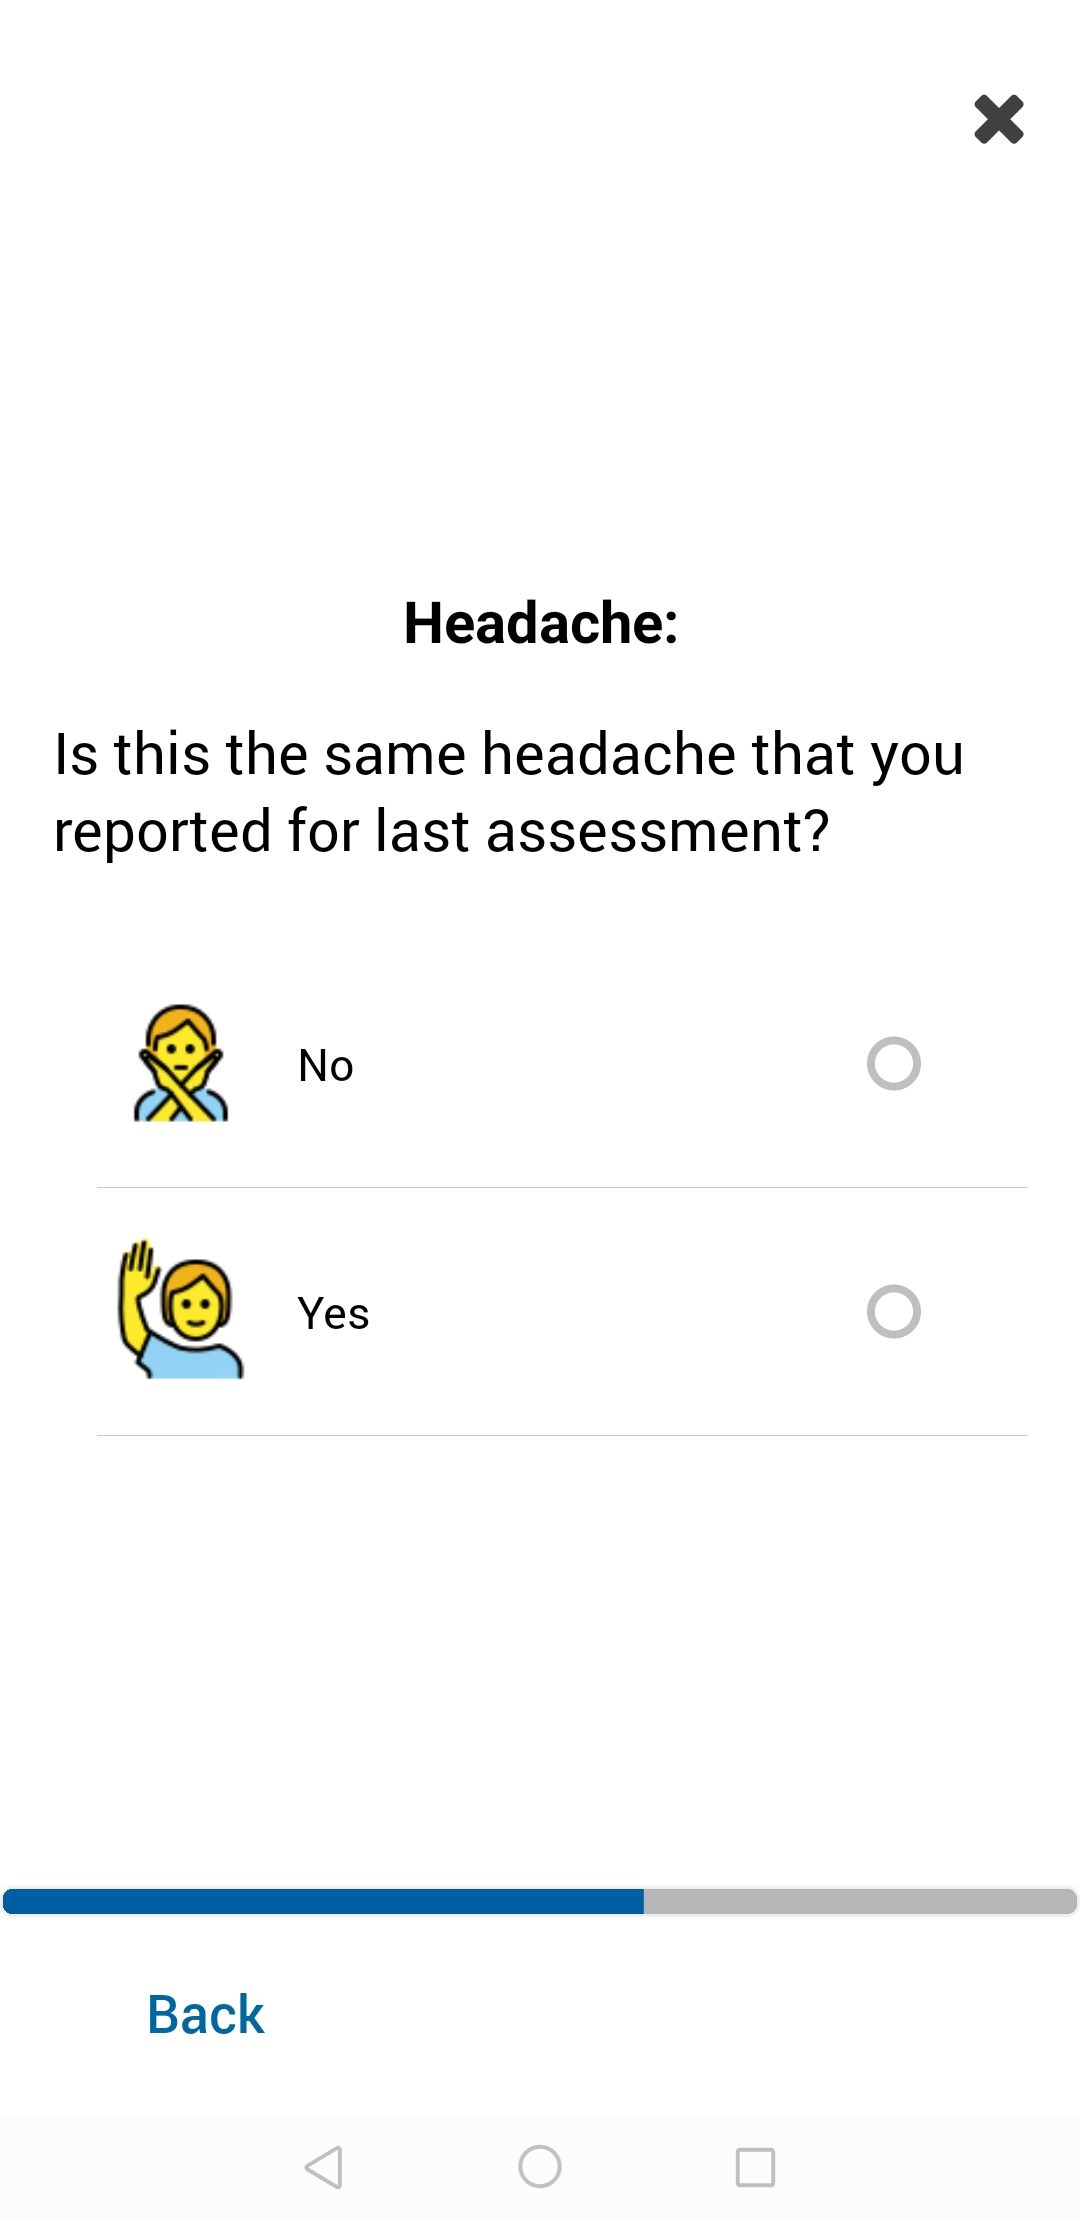 Headache:
Is this the same headache that you
reported for last assessment?
No
Yes
Back